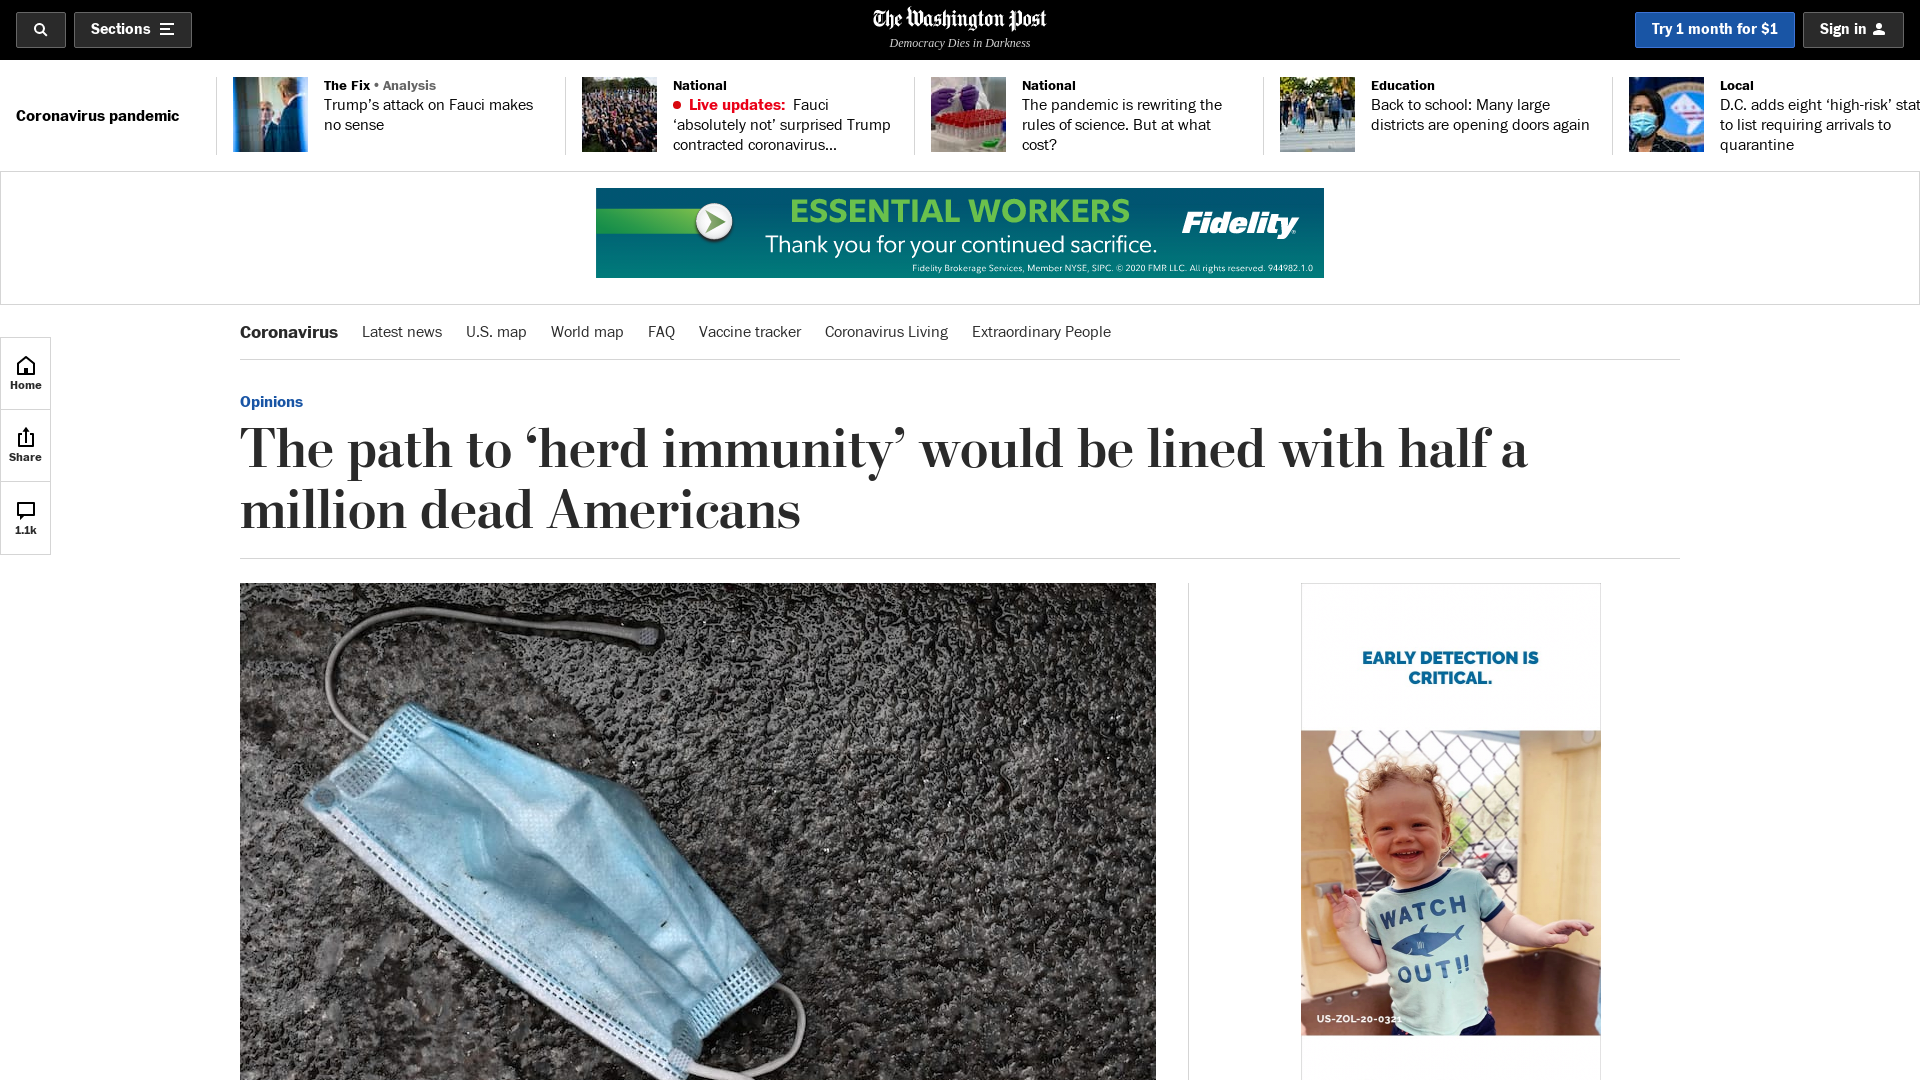 Sections
The Washington Post
Democracy Dies in Darkness
Try 1 month for $1
Sign in
Coronavirus pandemic
The Fix • Analysis
Trump’s attack on Fauci makes
no sense
National
Live updates: Fauci
‘absolutely not’ surprised Trump
contracted coronavirus...
National
The pandemic is rewriting the
rules of science. But at what
cost?
Education
Back to school: Many large
districts are opening doors again
Local
D.C. adds eight ‘high-risk’ stat
to list requiring arrivals to
quarantine
ESSENTIAL WORKERS
Thank you for your continued sacrifice.
Fidelity
Fidelity Brokerage Services, Member NYSE, SIPC. © 2020 FMR LLC. All rights reserved. 944982.1.0
Coronavirus Latest news U.S. map World map FAQ Vaccine tracker Coronavirus Living Extraordinary People
Home
Share
1.1k
Opinions
The path to ‘herd immunity’ would be lined with half a
million dead Americans
EARLY DETECTION IS
CRITICAL.
WATCH
OUT!!
US-ZOL-20-0321